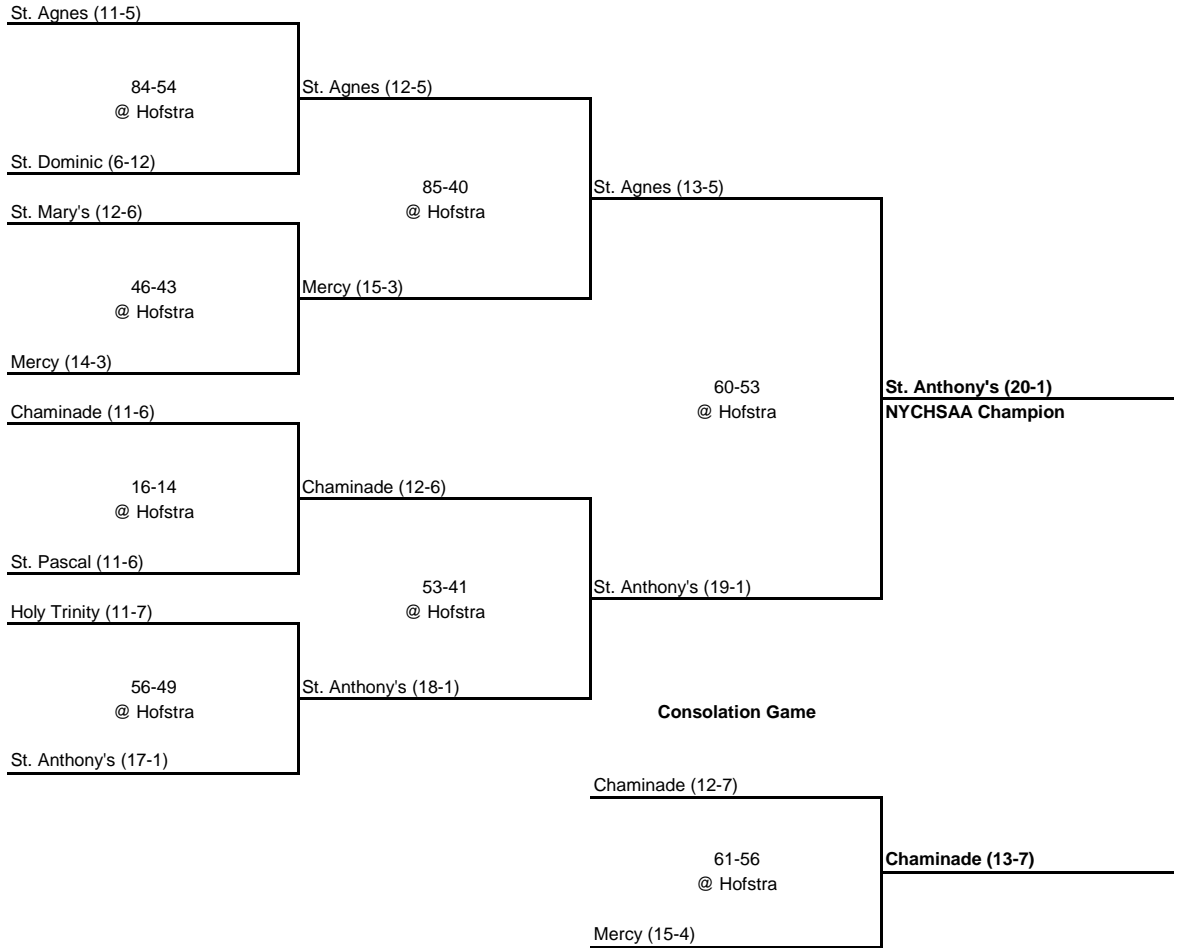 St. Agnes (11-5)
84-54
@ Hofstra
St. Agnes (12-5)
St. Dominic (6-12)
85-40
@ Hofstra
St. Agnes (13-5)
St. Mary's (12-6)
46-43
@ Hofstra
Mercy (15-3)
Mercy (14-3)
60-53
@ Hofstra
St. Anthony's (20-1)
NYCHSAA Champion
Chaminade (11-6)
16-14
@ Hofstra
Chaminade (12-6)
St. Pascal (11-6)
53-41
@ Hofstra
St. Anthony's (19-1)
Holy Trinity (11-7)
56-49
@ Hofstra
St. Anthony's (18-1)
St. Anthony's (17-1)
Consolation Game
Chaminade (12-7)
61-56
@ Hofstra
Chaminade (13-7)
Mercy (15-4)